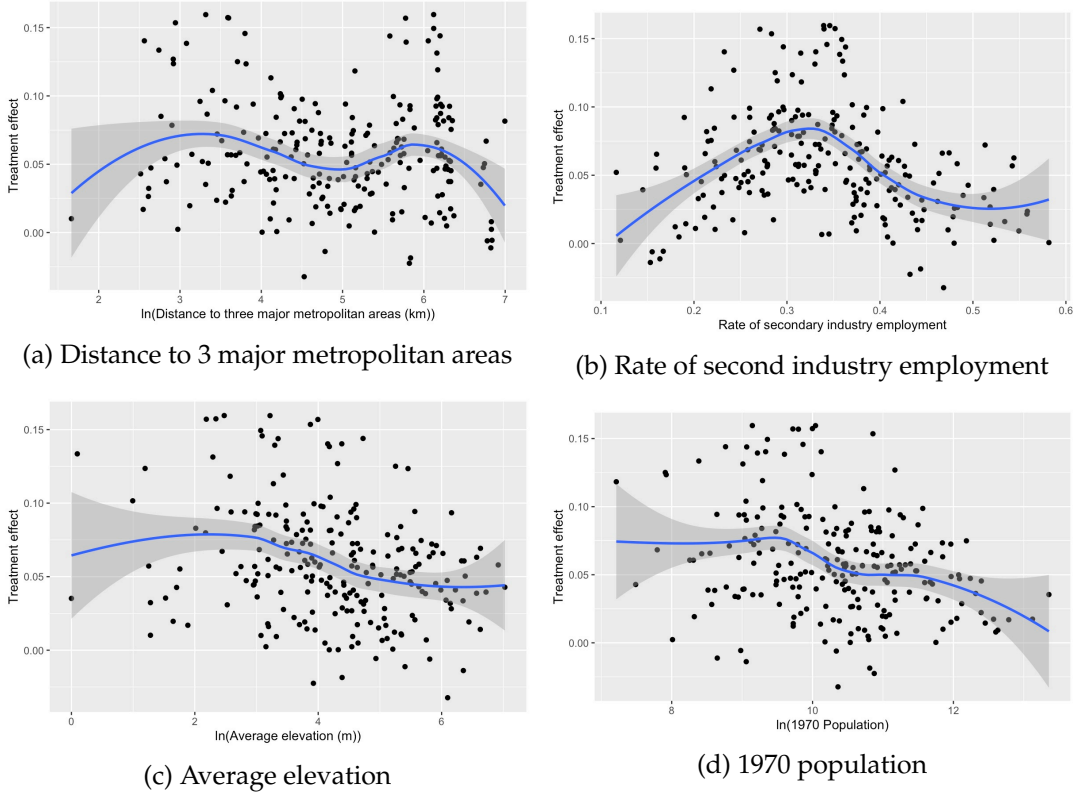 0.15
0.10
0.05
0.00
Treatment effect
2
3
4
5
6
7
ln(Distance to three major metropolitan areas (km))
(a) Distance to 3 major metropolitan areas
0.15
0.10
0.05
0.00
Treatment effect
0.1
0.2
0.3
0.4
0.5
0.6
Rate of secondary industry employment
(b) Rate of second industry employment
0.15
0.10
0.05
0.00
Treatment effect
0
2
4
6
ln(Average elevation (m))
(c) Average elevation
0.15
0.10
0.05
0.00
Treatment effect
8
10
12
ln(1970 Population)
(d) 1970 population